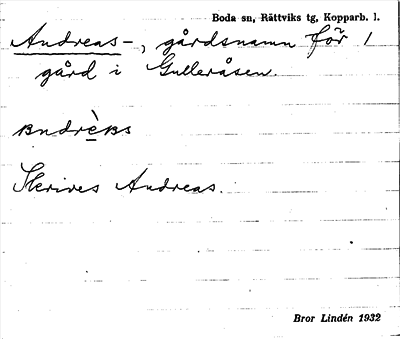 Boda sn, Rättviks tg, Kopparb. l.
Andreas-, gårdsnamn för 1
gård i Gulleråsen.
andrèas
Skrives Andreas.
Bror Lindén 1932